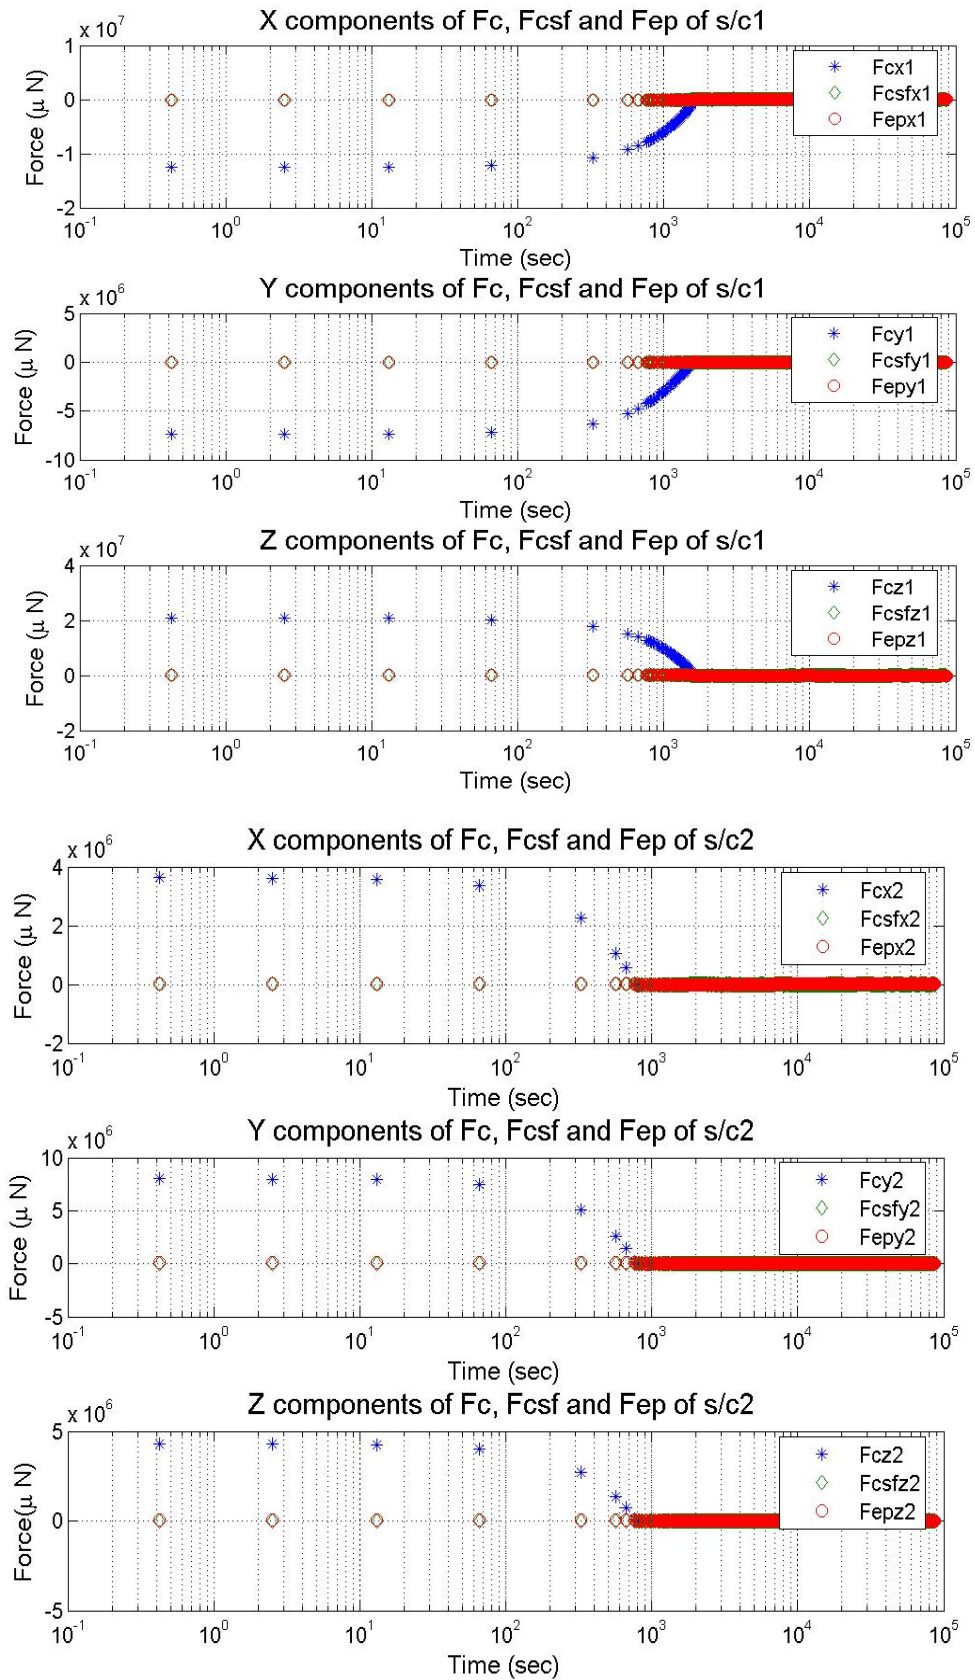 X components of Fc, Fcsf and Fep of s/c1
x 10^7
Force (μ N)
1
0
-1
-2
Fcx1
Fcsfx1
Fepx1
10^-1 10^0 10^1 10^2 10^3 10^4 10^5
Time (sec)
Y components of Fc, Fcsf and Fep of s/c1
x 10^6
Force (μ N)
5
0
-5
-10
Fcy1
Fcsfy1
Fepy1
10^-1 10^0 10^1 10^2 10^3 10^4 10^5
Time (sec)
Z components of Fc, Fcsf and Fep of s/c1
x 10^7
Force (μ N)
4
2
0
-2
Fcz1
Fcsfz1
Fepz1
10^-1 10^0 10^1 10^2 10^3 10^4 10^5
Time (sec)
X components of Fc, Fcsf and Fep of s/c2
x 10^6
Force (μ N)
4
2
0
-2
Fcx2
Fcsfx2
Fepx2
10^-1 10^0 10^1 10^2 10^3 10^4 10^5
Time (sec)
Y components of Fc, Fcsf and Fep of s/c2
x 10^6
Force (μ N)
10
5
0
-5
Fcy2
Fcsfy2
Fepy2
10^-1 10^0 10^1 10^2 10^3 10^4 10^5
Time (sec)
Z components of Fc, Fcsf and Fep of s/c2
x 10^6
Force(μ N)
5
0
-5
Fcz2
Fcsfz2
Fepz2
10^-1 10^0 10^1 10^2 10^3 10^4 10^5
Time (sec)